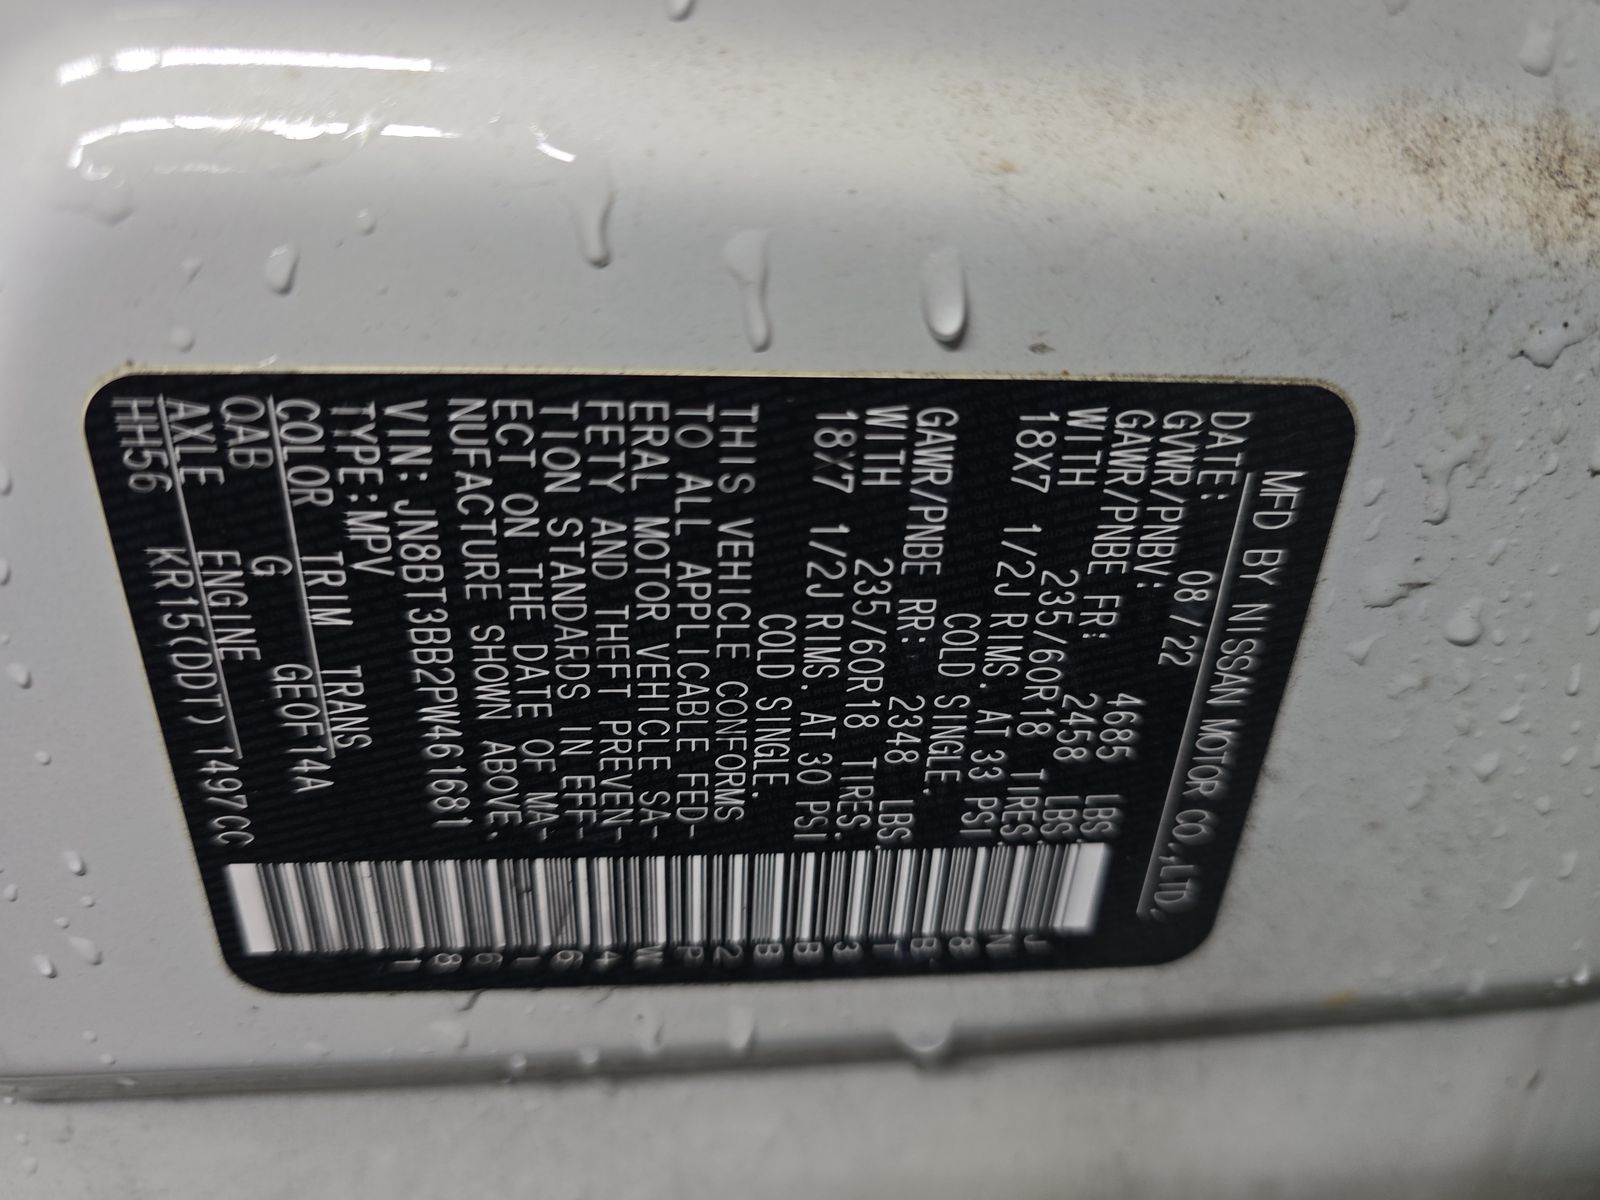 MFD BY NISSAN MOTOR CO.,LTD.
DATE: 08/22
GVWR/PNBV: 4685 LBS.
GAWR/PNBE FR: 2458 LBS.
WITH 235/60R18 TIRES.
18X7 1/2J RIMS. AT 33 PSI
COLD SINGLE.
GAWR/PNBE RR: 2348 LBS.
WITH 235/60R18 TIRES.
18X7 1/2J RIMS. AT 30 PSI
COLD SINGLE.
THIS VEHICLE CONFORMS
TO ALL APPLICABLE FED-
ERAL MOTOR VEHICLE SA-
FETY AND THEFT PREVEN-
TION STANDARDS IN EFF-
ECT ON THE DATE OF MA-
NUFACTURE SHOWN ABOVE.
VIN: JN8BT3BB2PW461681
TYPE:MPV
COLOR TRIM TRANS
QAB G GE0F14A
AXLE ENGINE
HH56 KR15(DDT) 1497CC
JN8BT3BB2PW461681